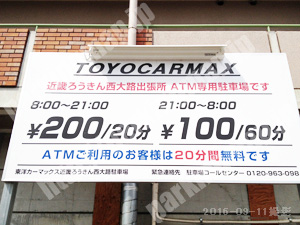 TOYOCARMAX
近畿ろうきん西大路出張所 ATM専用駐車場です
8:00～21:00 21:00～8:00
¥200/20分 ¥100/60分
ATMご利用のお客様は20分間無料です
東洋カーマックス近畿ろうきん西大路駐車場 緊急連絡先 駐車場コールセンター 0120-963-098
2016-09-11撮影